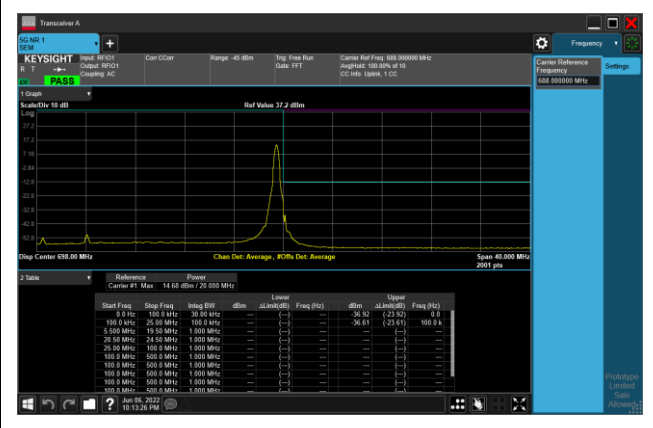 Transceiver A
5G NR 1
SEM
Frequency
KEYSIGHT
R T
PASS
Input: RFIO1
Output: RFIO1
Coupling: AC
Corr CCorr
Range: -45 dBm
Trig: Free Run
Gate: FFT
Carrier Ref Freq: 688.000000 MHz
Avg|Hold: 100.00% of 10
CC Info: Uplink, 1 CC
Carrier Reference
Frequency
688.000000 MHz
Settings
1 Graph
Scale/Div 10 dB
Ref Value 37.2 dBm
Log
27.2
17.2
7.16
-2.84
-12.8
-22.8
-32.8
-42.8
-52.8
Disp Center 698.00 MHz
Chan Det: Average , #Offs Det: Average
Span 40.000 MHz
2001 pts
2 Table
Reference Power
Carrier #1 Max 14.68 dBm / 20.000 MHz
Lower Upper
Start Freq Stop Freq Integ BW dBm ΔLimit(dB) Freq (Hz) dBm ΔLimit(dB) Freq (Hz)
0.0 Hz 100.0 kHz 30.00 kHz --- (---) --- -36.92 (-23.92) 0.0
100.0 kHz 25.00 MHz 100.0 kHz --- (---) --- -36.61 (-23.61) 100.0 k
5.500 MHz 19.50 MHz 1.000 MHz --- (---) --- --- (---) ---
20.50 MHz 24.50 MHz 1.000 MHz --- (---) --- --- (---) ---
25.00 MHz 100.0 MHz 1.000 MHz --- (---) --- --- (---) ---
100.0 MHz 500.0 MHz 1.000 MHz --- (---) --- --- (---) ---
100.0 MHz 500.0 MHz 1.000 MHz --- (---) --- --- (---) ---
100.0 MHz 500.0 MHz 1.000 MHz --- (---) --- --- (---) ---
100.0 MHz 500.0 MHz 1.000 MHz --- (---) --- --- (---) ---
Jun 06, 2022
10:13:26 PM
Prototype
Limited
Sale
Allowed